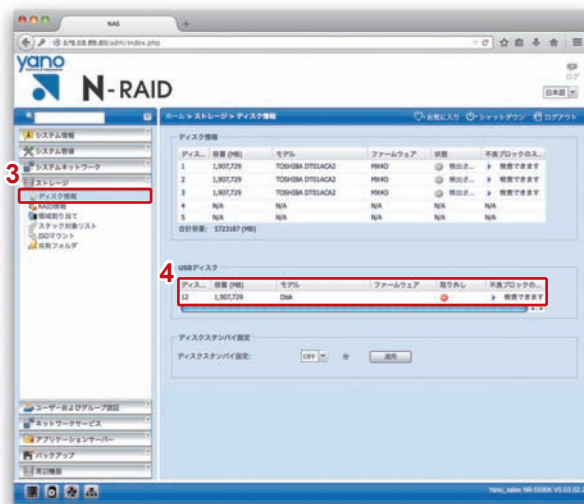 NAS
/adm/index.php
yano
N-RAID
日本語
ホーム > ストレージ > ディスク情報
お気に入り シャットダウン ログアウト
システム情報
システム管理
システムネットワーク
3
ストレージ
ディスク情報
RAID情報
領域割り当て
スタック対象リスト
ISOマウント
共有フォルダ
ユーザーおよびグループ認証
ネットワークサービス
アプリケーションサーバー
バックアップ
周辺機器
ディスク情報
ディス... 容量 (MB) モデル ファームウェア 状態 不良ブロックのス...
1 1,907,729 TOSHIBA DT01ACA2 MX4O 検出さ... 検査できます
2 1,907,729 TOSHIBA DT01ACA2 MX4O 検出さ... 検査できます
3 1,907,729 TOSHIBA DT01ACA2 MX4O 検出さ... 検査できます
4 N/A N/A N/A N/A N/A
5 N/A N/A N/A N/A N/A
合計容量: 5723187 (MB)
USBディスク
4
ディス... 容量 (MB) モデル ファームウェア 取り外し 不良ブロックの...
12 1,907,729 Disk 検査できます
ディスクスタンバイ設定
ディスクスタンバイ設定: OFF 分 適用